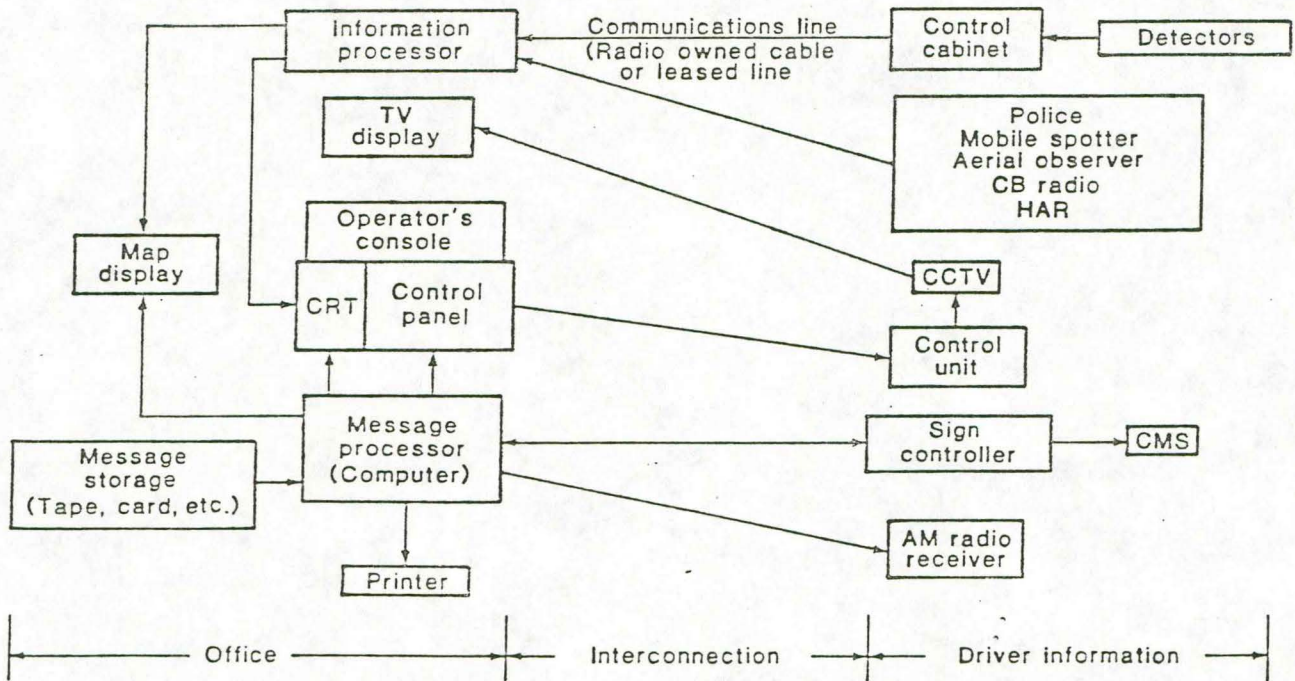 Information
processor
Communications line
(Radio owned cable
or leased line
Control
cabinet
Detectors
TV
display
Police
Mobile spotter
Aerial observer
CB radio
HAR
Operator's
console
Map
display
CRT
Control
panel
CCTV
Control
unit
Message
processor
(Computer)
Sign
controller
CMS
Message
storage
(Tape, card, etc.)
AM radio
receiver
Printer
Office
Interconnection
Driver information